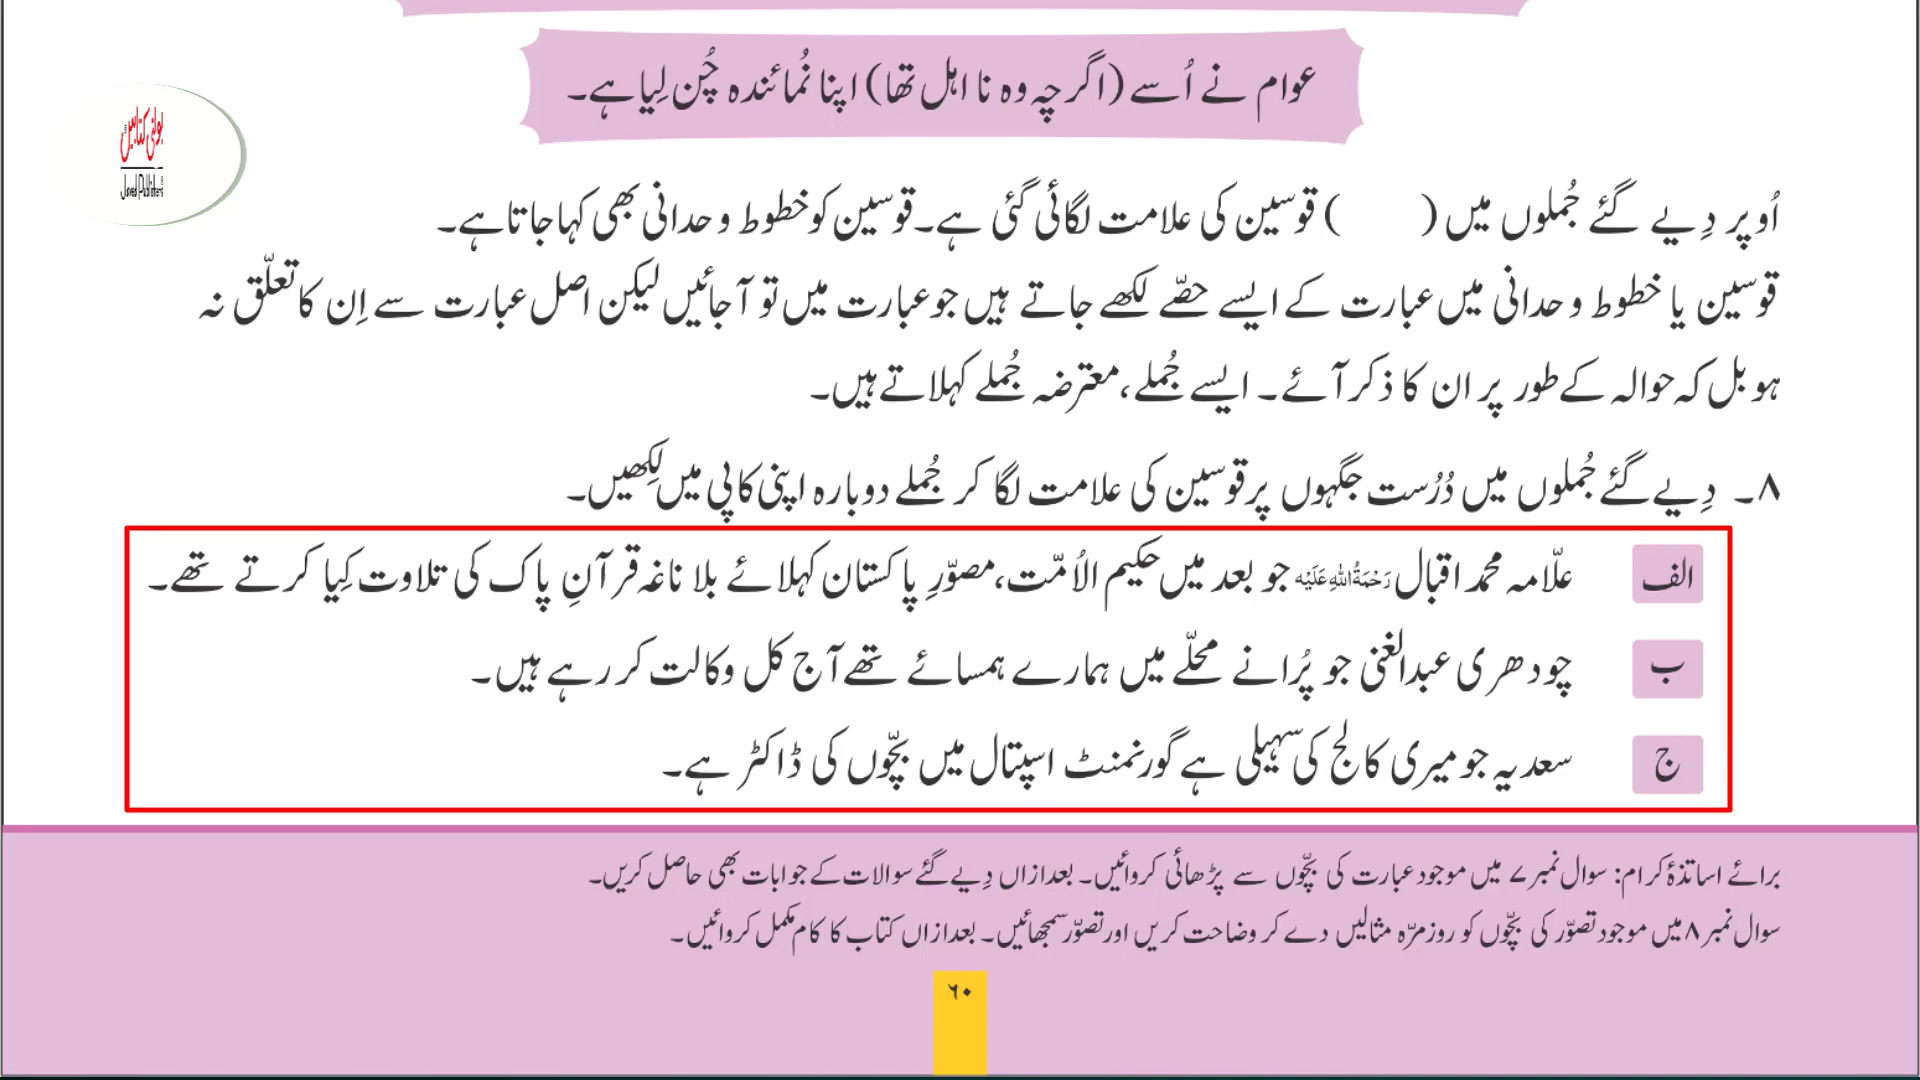 عوام نے اُسے (اگرچہ وہ نا اہل تھا) اپنا نُمائندہ چُن لِیا ہے۔
بولتی کتابیں
Javed Publishers
اُوپر دِیے گئے جُملوں میں ( ) قوسین کی علامت لگائی گئی ہے۔ قوسین کو خطوط وحدانی بھی کہا جاتا ہے۔
قوسین یا خطوط وحدانی میں عبارت کے ایسے حصّے لکھے جاتے ہیں جو عبارت میں تو آجائیں لیکن اصل عبارت سے اِن کا تعلّق نہ
ہو بل کہ حوالہ کے طور پر ان کا ذکر آئے۔ ایسے جُملے، معترضہ جُملے کہلاتے ہیں۔
۸۔ دِیے گئے جُملوں میں دُرُست جگہوں پر قوسین کی علامت لگا کر جُملے دوبارہ اپنی کاپی میں لِکھیں۔
الف علّامہ محمد اقبال رَحْمَةُاللهِ عَلَيْه جو بعد میں حکیم الاُمّت، مصوّرِ پاکستان کہلائے بلا ناغہ قرآنِ پاک کی تلاوت کِیا کرتے تھے۔
ب چودھری عبدالغنی جو پُرانے محلّے میں ہمارے ہمسائے تھے آج کل وکالت کر رہے ہیں۔
ج سعدیہ جو میری کالج کی سہیلی ہے گورنمنٹ اسپتال میں بچّوں کی ڈاکٹر ہے۔
برائے اساتذۂ کرام: سوال نمبر ۷ میں موجود عبارت کی بچّوں سے پڑھائی کروائیں۔ بعدازاں دِیے گئے سوالات کے جوابات بھی حاصل کریں۔
سوال نمبر ۸ میں موجود تصوّر کی بچّوں کو روزمرّہ مثالیں دے کر وضاحت کریں اور تصوّر سمجھائیں۔ بعدازاں کتاب کا کام مکمل کروائیں۔
۶۰